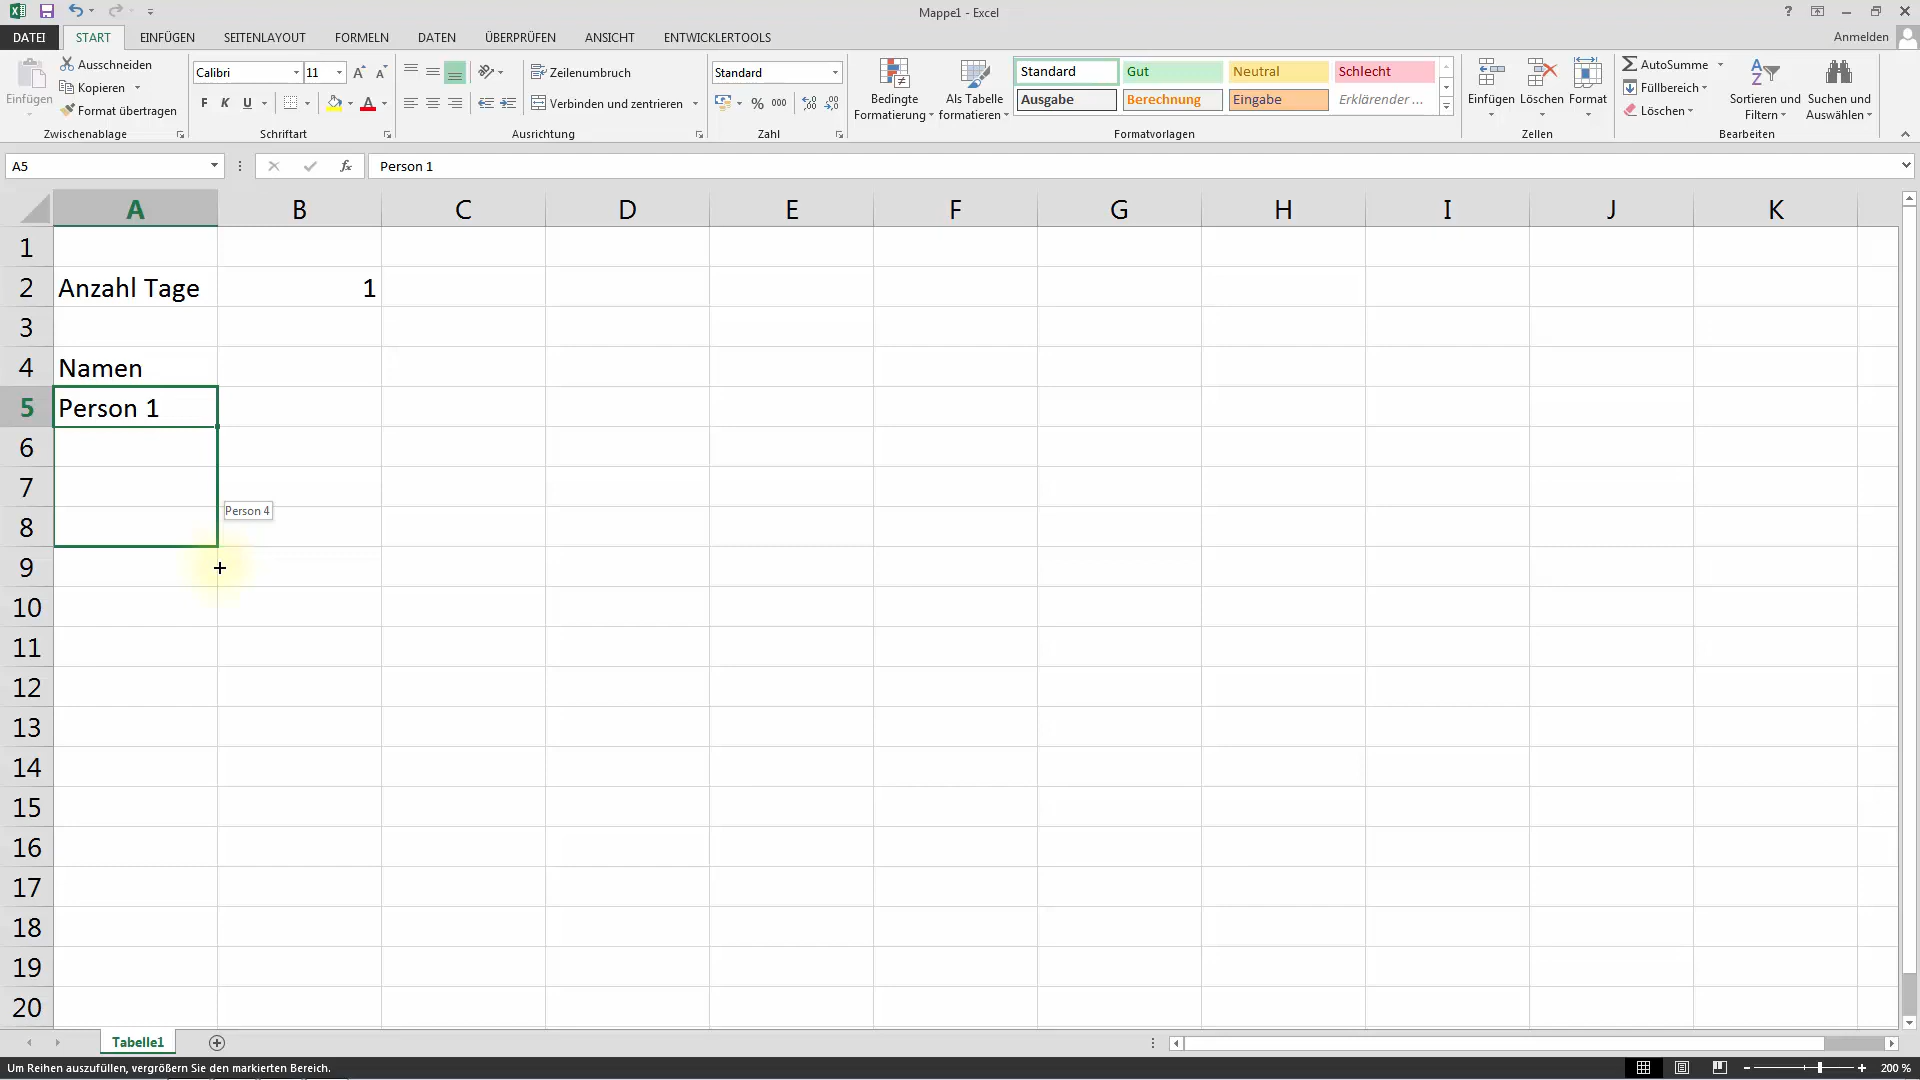 Mappe1 - Excel
?
DATEI START EINFÜGEN SEITENLAYOUT FORMELN DATEN ÜBERPRÜFEN ANSICHT ENTWICKLERTOOLS Anmelden
Einfügen
Ausschneiden
Kopieren
Format übertragen
Zwischenablage
Calibri 11
F K U
Schriftart
Zeilenumbruch
Verbinden und zentrieren
Ausrichtung
Standard
% 000
Zahl
Bedingte Formatierung
Als Tabelle formatieren
Standard Gut Neutral Schlecht
Ausgabe Berechnung Eingabe Erklärender ...
Formatvorlagen
Einfügen Löschen Format
Zellen
AutoSumme
Füllbereich
Löschen
Sortieren und Filtern
Suchen und Auswählen
Bearbeiten
A5 fx Person 1
A B C D E F G H I J K
1
2 Anzahl Tage 1
3
4 Namen
5 Person 1
6
7
Person 4
8
9
10
11
12
13
14
15
16
17
18
19
20
Tabelle1
Um Reihen auszufüllen, vergrößern Sie den markierten Bereich. 200 %